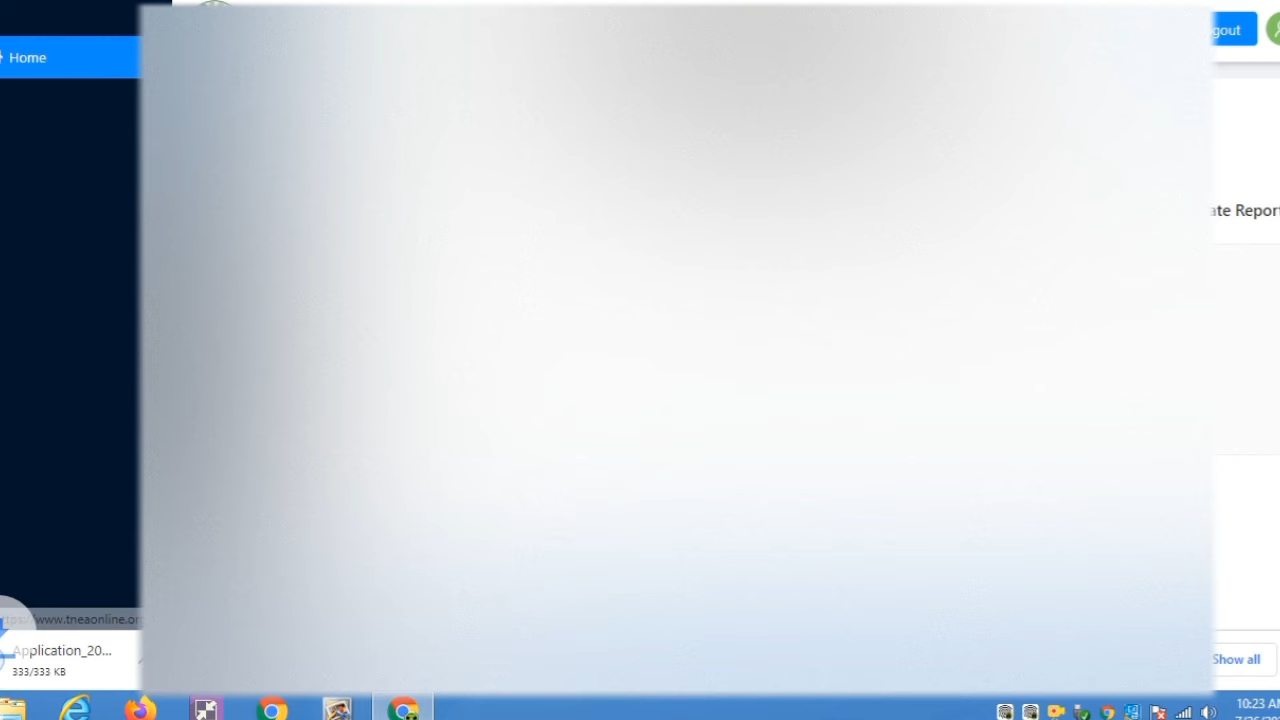 gout
Home
ate Report
www.tneaonline.or
Application_20...
333/333 KB
Show all
10:23 A